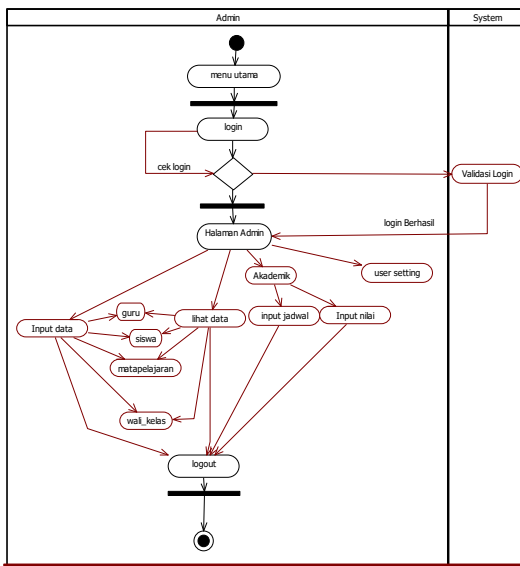 Admin
System
menu utama
login
cek login
Validasi Login
login Berhasil
Halaman Admin
Akademik
user setting
guru
lihat data
input jadwal
Input nilai
Input data
siswa
matapelajaran
wali_kelas
logout